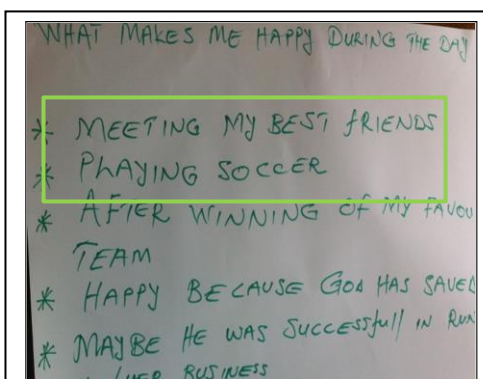 WHAT MAKES ME HAPPY DURING THE DAY
* MEETING MY BEST FRIENDS
* PLAYING SOCCER
* AFTER WINNING OF MY FAVOU
TEAM
* HAPPY BECAUSE GOD HAS SAVED
* MAYBE HE WAS SUCCESSfull IN RUN
BUSINESS